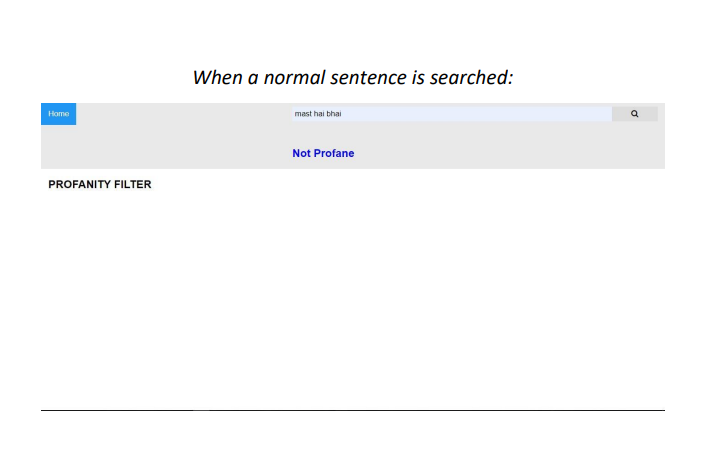 When a normal sentence is searched:
Home
mast hai bhai
Not Profane
PROFANITY FILTER